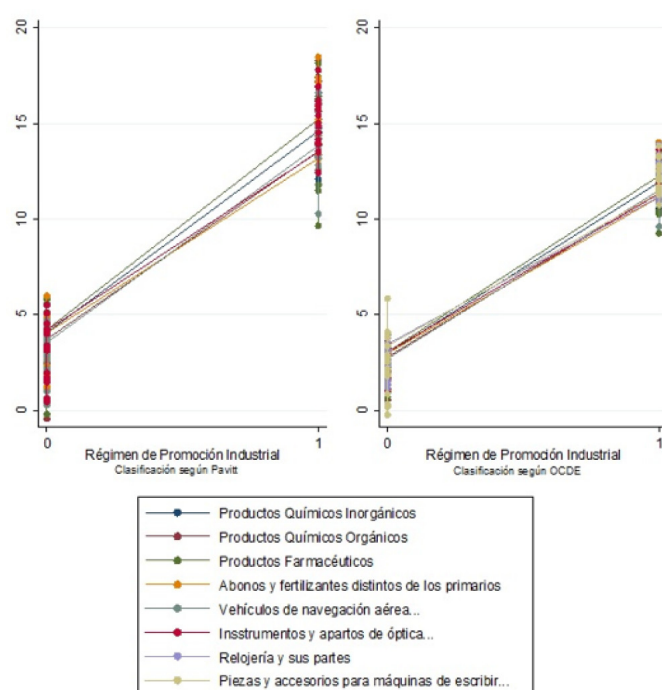 20
15
10
5
0
0
1
Régimen de Promoción Industrial
Clasificación según Pavitt
20
15
10
5
0
0
1
Régimen de Promoción Industrial
Clasificación según OCDE
Productos Químicos Inorgánicos
Productos Químicos Orgánicos
Productos Farmacéuticos
Abonos y fertilizantes distintos de los primarios
Vehículos de navegación aérea...
Insstrumentos y apartos de óptica...
Relojería y sus partes
Piezas y accesorios para máquinas de escribir...